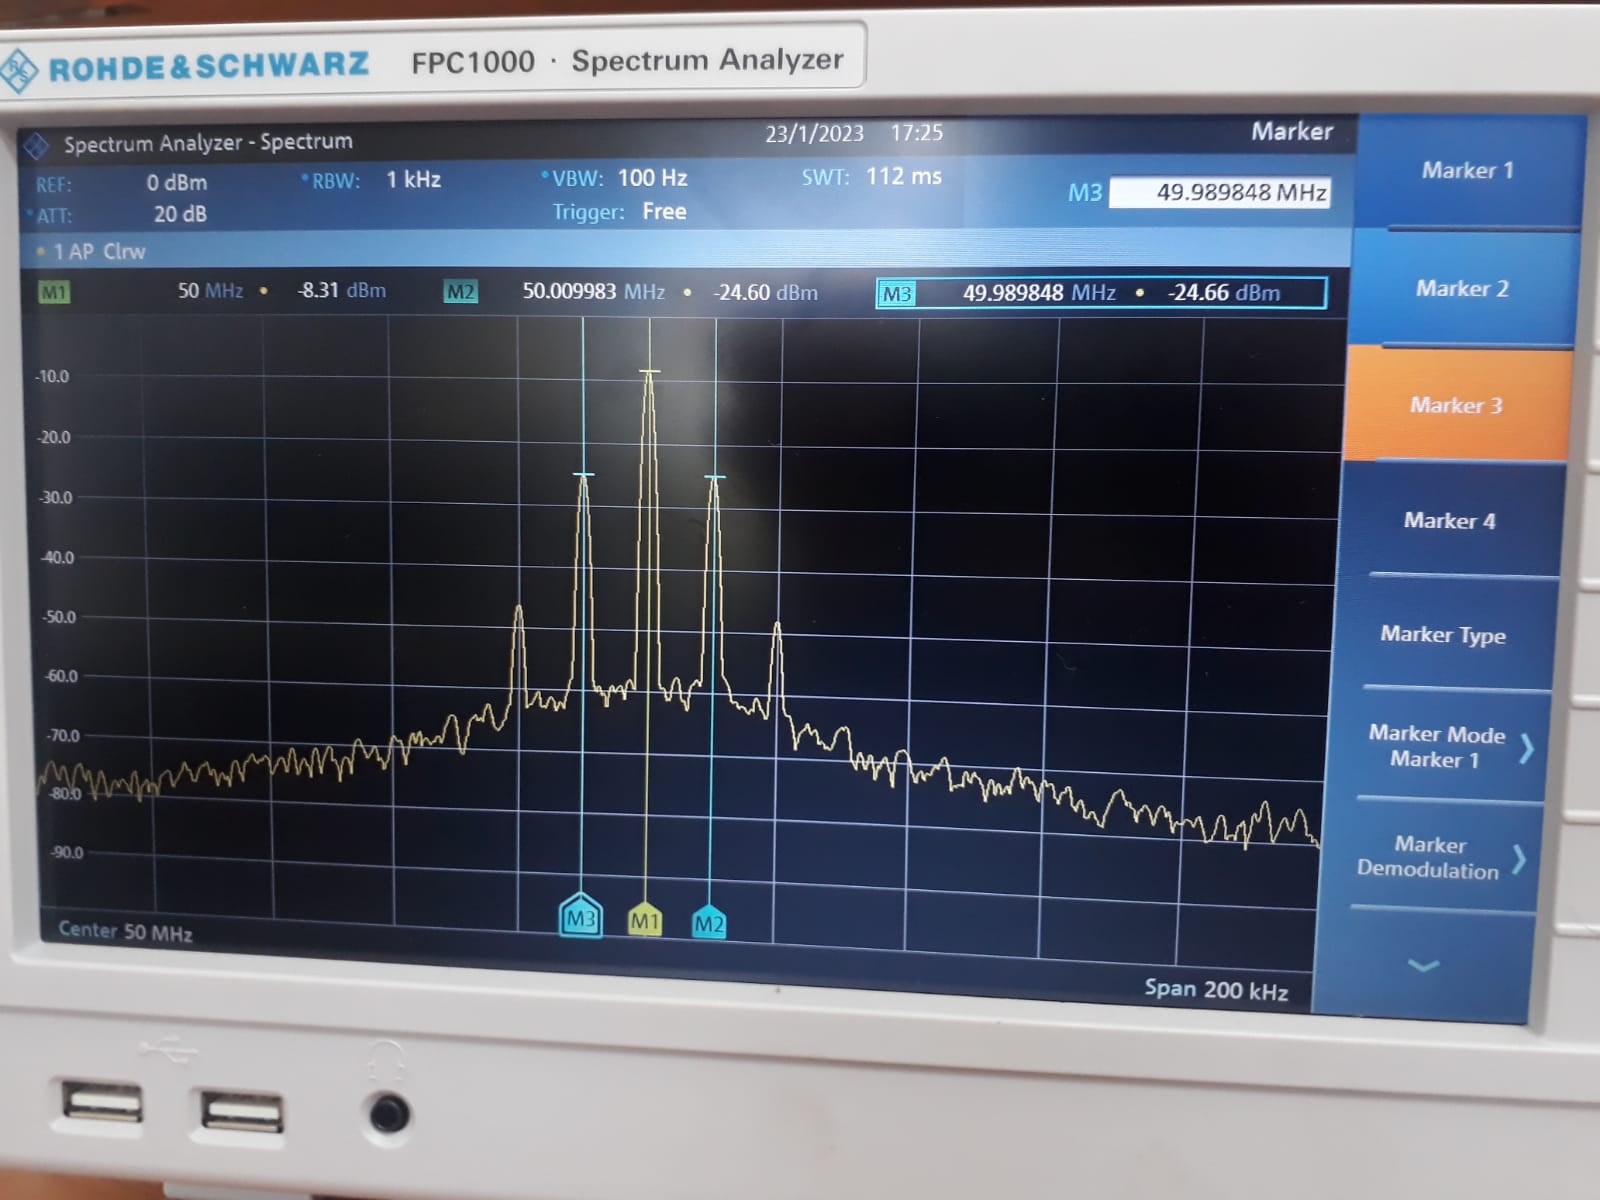 ROHDE&SCHWARZ FPC1000 · Spectrum Analyzer
Spectrum Analyzer - Spectrum 23/1/2023 17:25 Marker
REF: 0 dBm •RBW: 1 kHz •VBW: 100 Hz SWT: 112 ms M3 49.989848 MHz
•ATT: 20 dB Trigger: Free
• 1 AP Clrw
M1 50 MHz • -8.31 dBm M2 50.009983 MHz • -24.60 dBm M3 49.989848 MHz • -24.66 dBm
-10.0
-20.0
-30.0
-40.0
-50.0
-60.0
-70.0
-80.0
-90.0
M3 M1 M2
Center 50 MHz
Span 200 kHz
Marker 1
Marker 2
Marker 3
Marker 4
Marker Type
Marker Mode
Marker 1
Marker
Demodulation